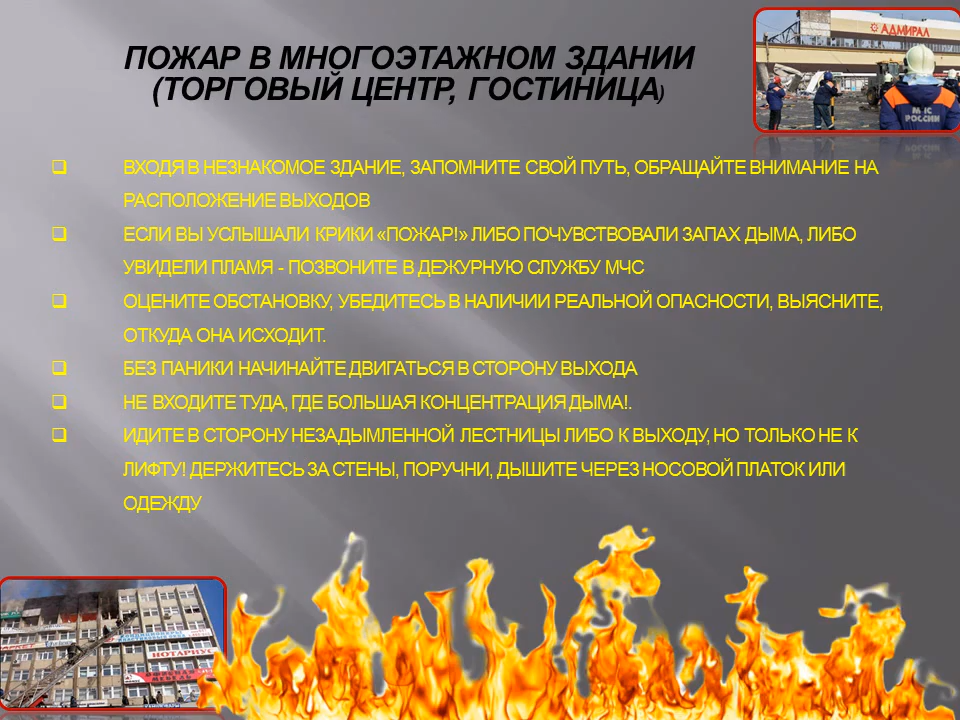 ПОЖАР В МНОГОЭТАЖНОМ ЗДАНИИ
(ТОРГОВЫЙ ЦЕНТР, ГОСТИНИЦА)
АДМИРАЛ
МЧС
РОССИИ
ВХОДЯ В НЕЗНАКОМОЕ ЗДАНИЕ, ЗАПОМНИТЕ СВОЙ ПУТЬ, ОБРАЩАЙТЕ ВНИМАНИЕ НА
РАСПОЛОЖЕНИЕ ВЫХОДОВ
ЕСЛИ ВЫ УСЛЫШАЛИ КРИКИ «ПОЖАР!» ЛИБО ПОЧУВСТВОВАЛИ ЗАПАХ ДЫМА, ЛИБО
УВИДЕЛИ ПЛАМЯ - ПОЗВОНИТЕ В ДЕЖУРНУЮ СЛУЖБУ МЧС
ОЦЕНИТЕ ОБСТАНОВКУ, УБЕДИТЕСЬ В НАЛИЧИИ РЕАЛЬНОЙ ОПАСНОСТИ, ВЫЯСНИТЕ,
ОТКУДА ОНА ИСХОДИТ.
БЕЗ ПАНИКИ НАЧИНАЙТЕ ДВИГАТЬСЯ В СТОРОНУ ВЫХОДА
НЕ ВХОДИТЕ ТУДА, ГДЕ БОЛЬШАЯ КОНЦЕНТРАЦИЯ ДЫМА!.
ИДИТЕ В СТОРОНУ НЕЗАДЫМЛЕННОЙ ЛЕСТНИЦЫ ЛИБО К ВЫХОДУ, НО ТОЛЬКО НЕ К
ЛИФТУ! ДЕРЖИТЕСЬ ЗА СТЕНЫ, ПОРУЧНИ, ДЫШИТЕ ЧЕРЕЗ НОСОВОЙ ПЛАТОК ИЛИ
ОДЕЖДУ
НОТАРИУС
МЕБЕЛЬ